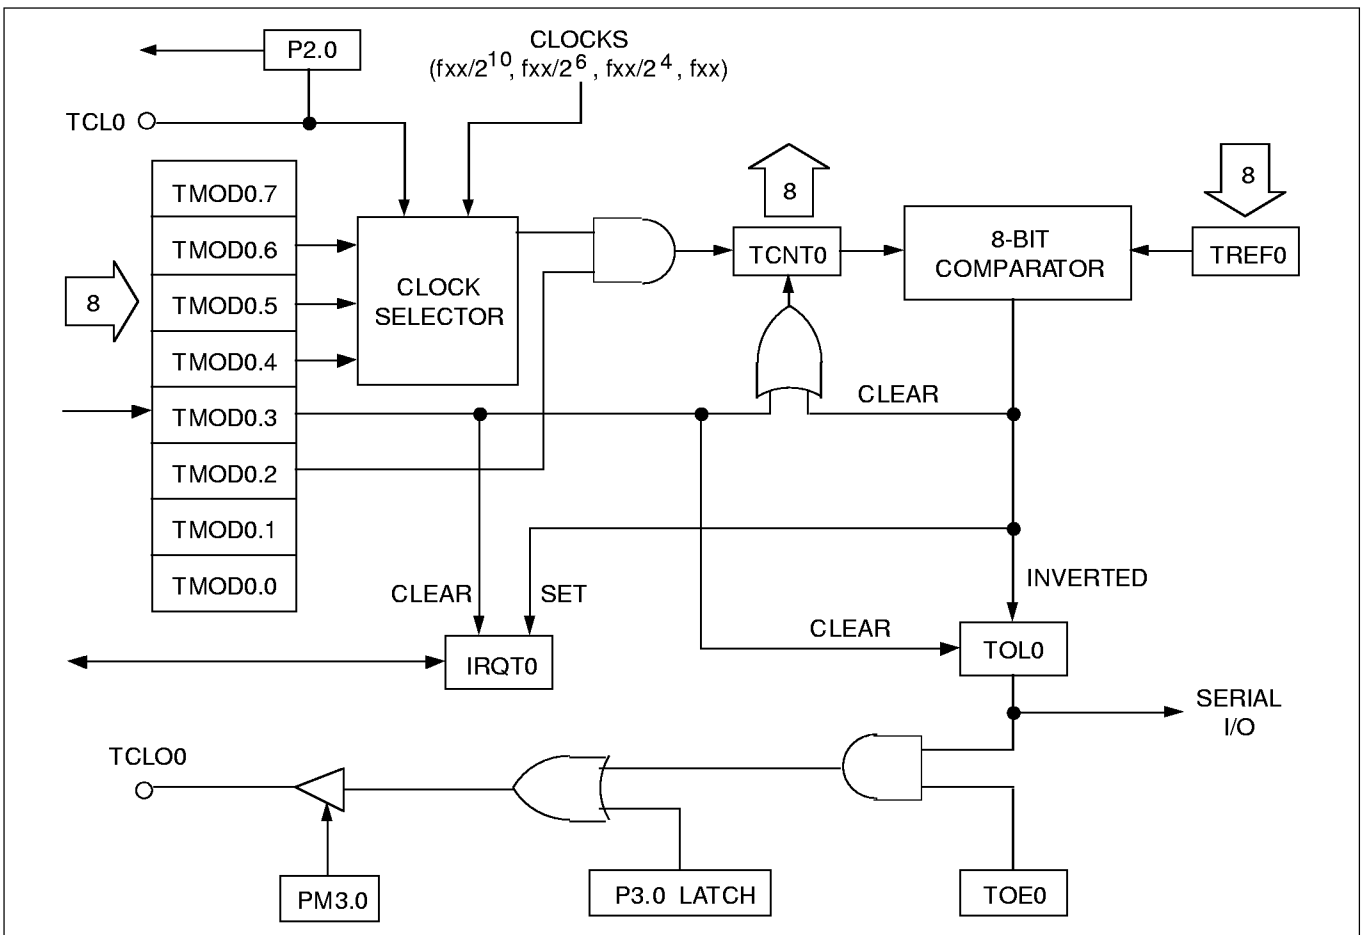 P2.0
CLOCKS
(fxx/2^10, fxx/2^6, fxx/2^4, fxx)
TCL0
TMOD0.7
TMOD0.6
TMOD0.5
TMOD0.4
TMOD0.3
TMOD0.2
TMOD0.1
TMOD0.0
8
CLOCK
SELECTOR
8
TCNT0
8-BIT
COMPARATOR
8
TREF0
CLEAR
CLEAR
SET
INVERTED
CLEAR
IRQT0
TOL0
SERIAL
I/O
TCLO0
PM3.0
P3.0 LATCH
TOE0